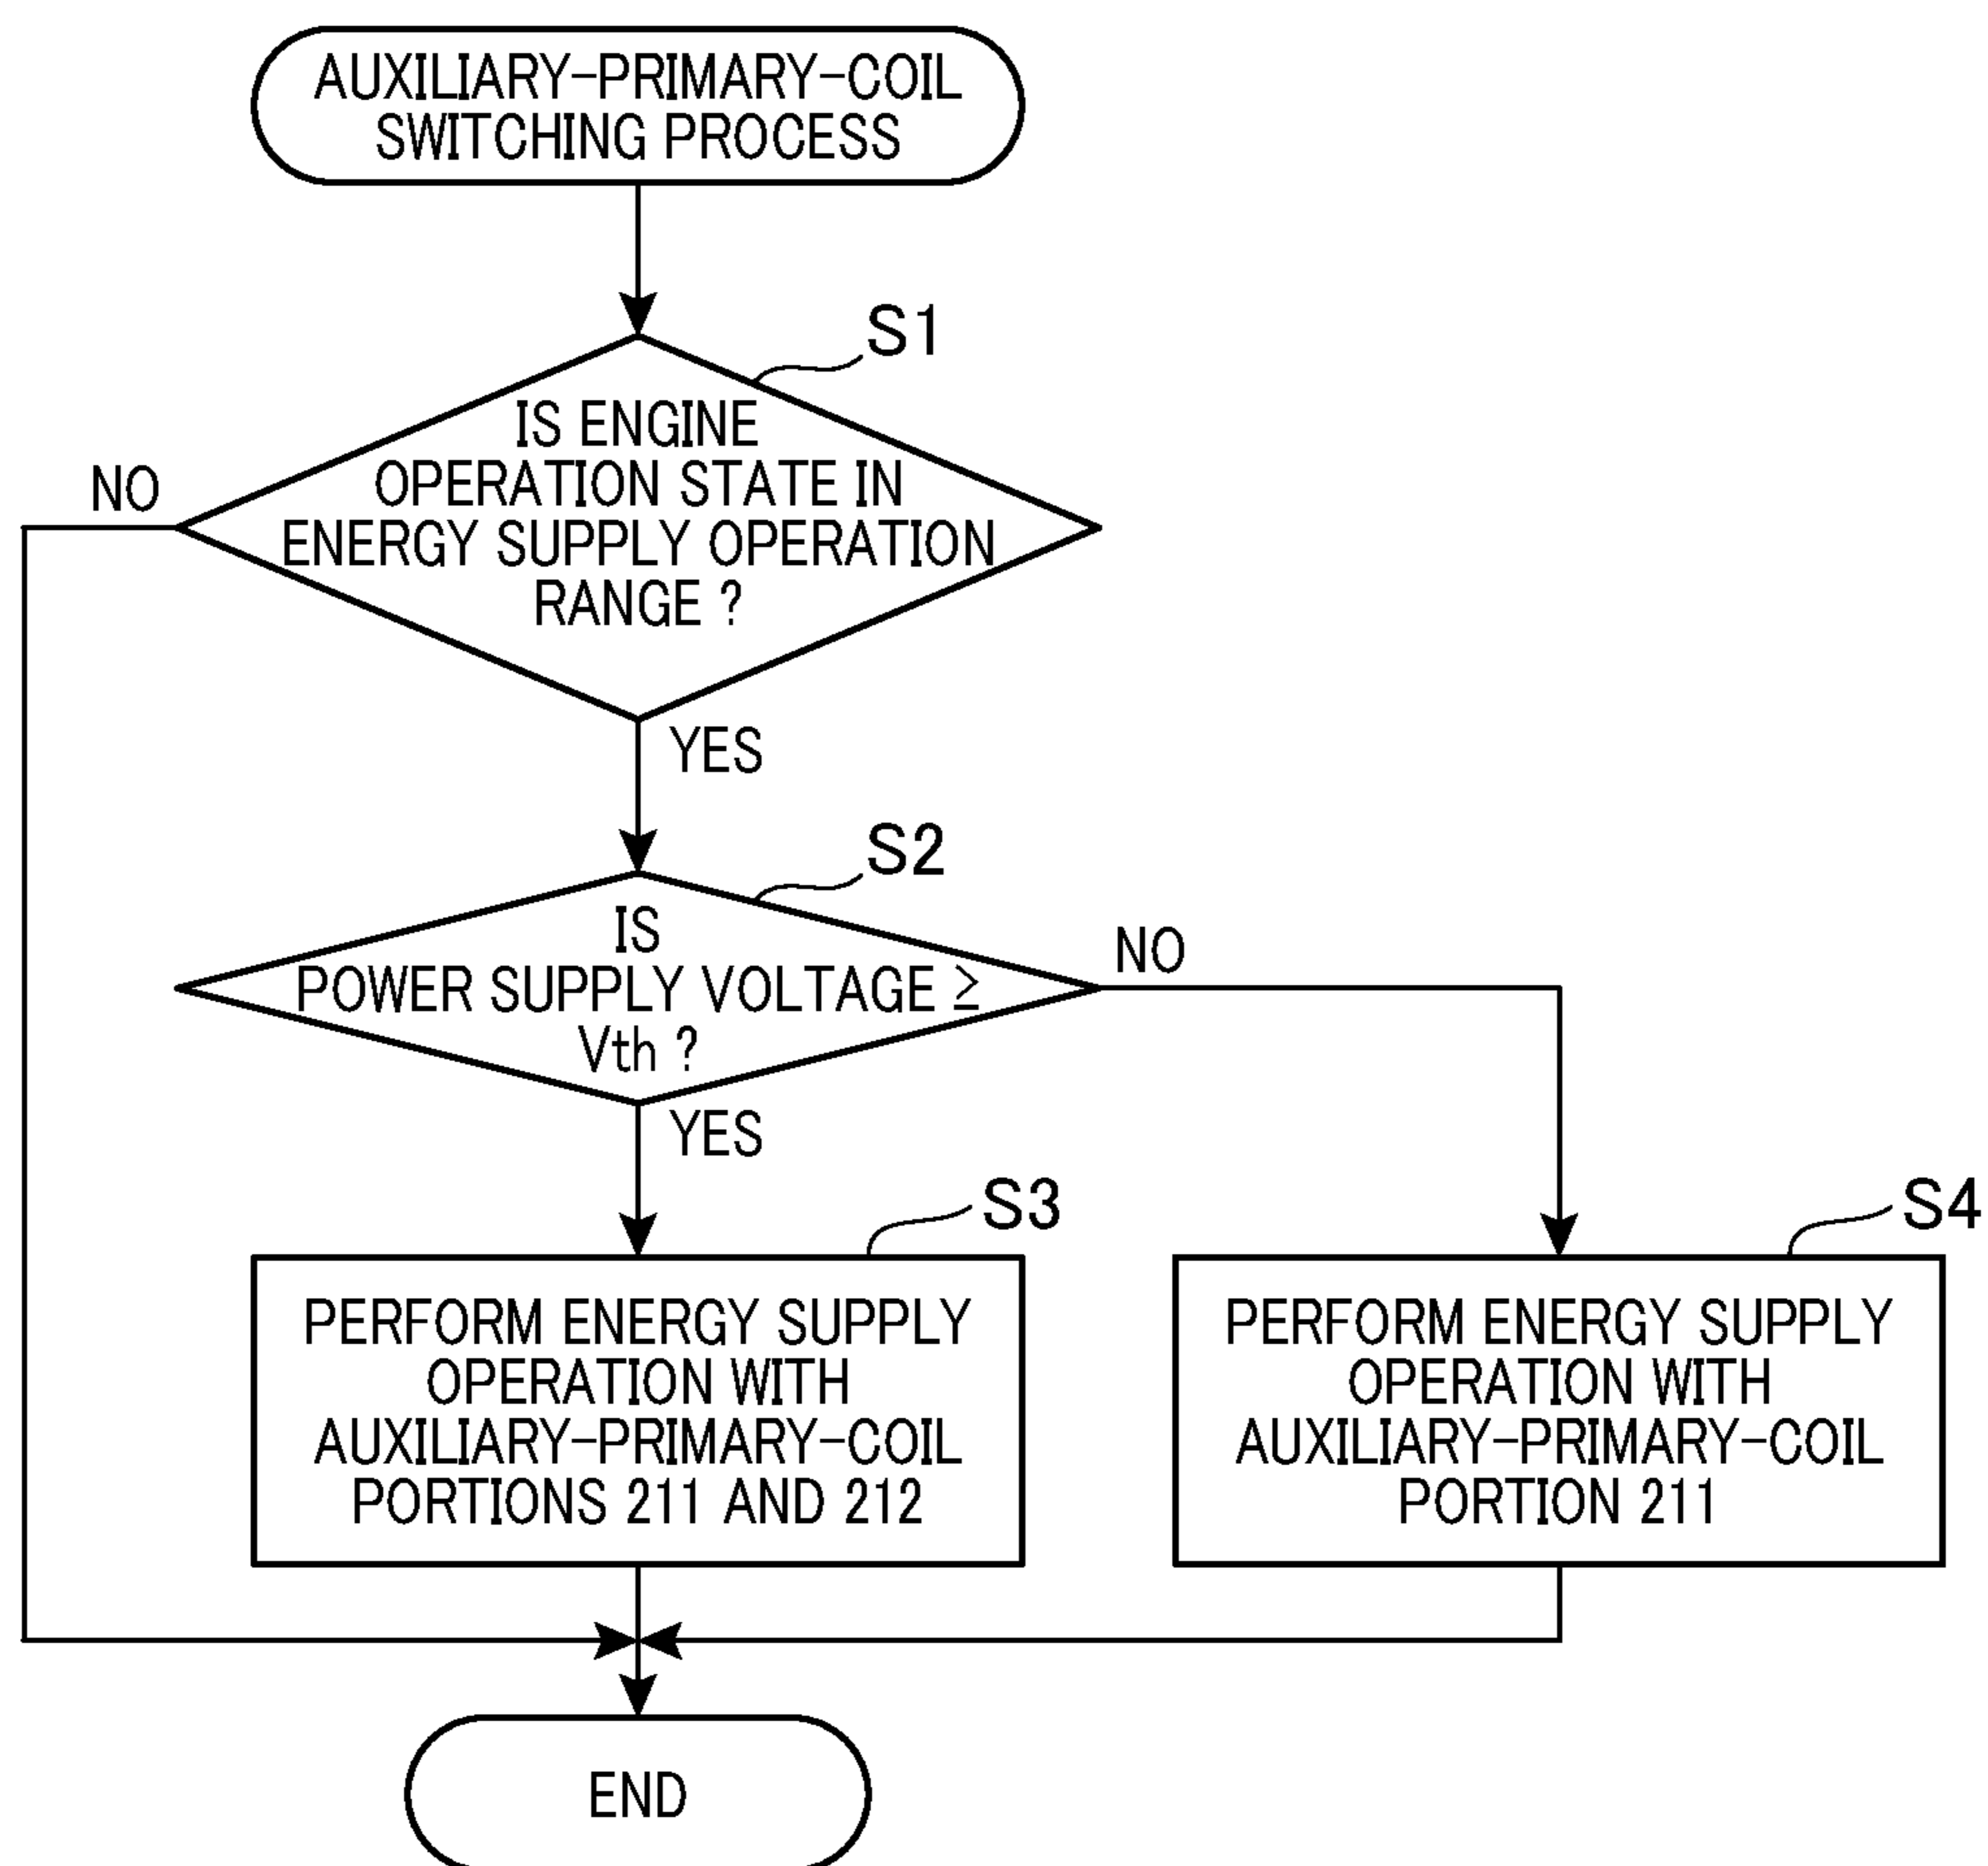 AUXILIARY-PRIMARY-COIL
SWITCHING PROCESS
S1
IS ENGINE
OPERATION STATE IN
ENERGY SUPPLY OPERATION
RANGE ?
NO
YES
S2
IS
POWER SUPPLY VOLTAGE ≥
Vth ?
NO
YES
S3
PERFORM ENERGY SUPPLY
OPERATION WITH
AUXILIARY-PRIMARY-COIL
PORTIONS 211 AND 212
S4
PERFORM ENERGY SUPPLY
OPERATION WITH
AUXILIARY-PRIMARY-COIL
PORTION 211
END